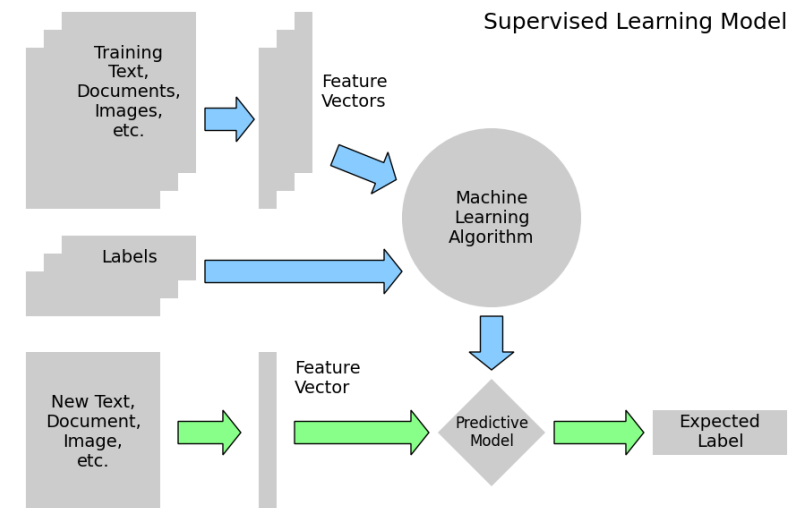 Supervised Learning Model
Training
Text,
Documents,
Images,
etc.
Feature
Vectors
Machine
Learning
Algorithm
Labels
New Text,
Document,
Image,
etc.
Feature
Vector
Predictive
Model
Expected
Label